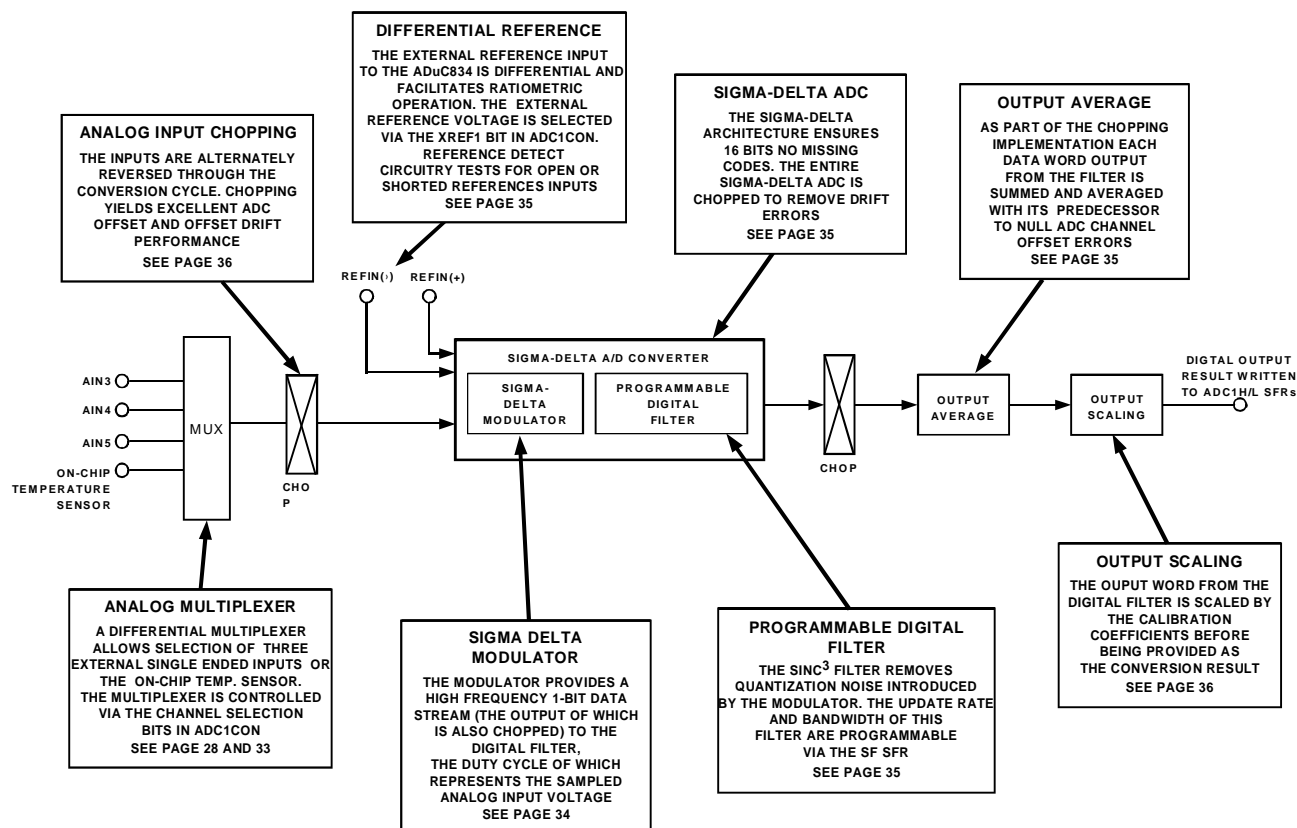 DIFFERENTIAL REFERENCE
THE EXTERNAL REFERENCE INPUT
TO THE ADuC834 IS DIFFERENTIAL AND
FACILITATES RATIOMETRIC
OPERATION. THE EXTERNAL
REFERENCE VOLTAGE IS SELECTED
VIA THE XREF1 BIT IN ADC1CON.
REFERENCE DETECT
CIRCUITRY TESTS FOR OPEN OR
SHORTED REFERENCES INPUTS
SEE PAGE 35
SIGMA-DELTA ADC
THE SIGMA-DELTA
ARCHITECTURE ENSURES
16 BITS NO MISSING
CODES. THE ENTIRE
SIGMA-DELTA ADC IS
CHOPPED TO REMOVE DRIFT
ERRORS
SEE PAGE 35
OUTPUT AVERAGE
AS PART OF THE CHOPPING
IMPLEMENTATION EACH
DATA WORD OUTPUT
FROM THE FILTER IS
SUMMED AND AVERAGED
WITH ITS PREDECESSOR
TO NULL ADC CHANNEL
OFFSET ERRORS
SEE PAGE 35
ANALOG INPUT CHOPPING
THE INPUTS ARE ALTERNATELY
REVERSED THROUGH THE
CONVERSION CYCLE. CHOPPING
YIELDS EXCELLENT ADC
OFFSET AND OFFSET DRIFT
PERFORMANCE
SEE PAGE 36
REFIN( )
REFIN(+)
AIN3
AIN4
AIN5
ON-CHIP
TEMPERATURE
SENSOR
MUX
CHO
P
SIGMA-DELTA A/D CONVERTER
SIGMA-
DELTA
MODULATOR
PROGRAMMABLE
DIGITAL
FILTER
CHOP
OUTPUT
AVERAGE
OUTPUT
SCALING
DIGTAL OUTPUT
RESULT WRITTEN
TO ADC1H/L SFRs
ANALOG MULTIPLEXER
A DIFFERENTIAL MULTIPLEXER
ALLOWS SELECTION OF THREE
EXTERNAL SINGLE ENDED INPUTS OR
THE ON-CHIP TEMP. SENSOR.
THE MULTIPLEXER IS CONTROLLED
VIA THE CHANNEL SELECTION
BITS IN ADC1CON
SEE PAGE 28 AND 33
SIGMA DELTA
MODULATOR
THE MODULATOR PROVIDES A
HIGH FREQUENCY 1-BIT DATA
STREAM (THE OUTPUT OF WHICH
IS ALSO CHOPPED) TO THE
DIGITAL FILTER,
THE DUTY CYCLE OF WHICH
REPRESENTS THE SAMPLED
ANALOG INPUT VOLTAGE
SEE PAGE 34
PROGRAMMABLE DIGITAL
FILTER
THE SINC³ FILTER REMOVES
QUANTIZATION NOISE INTRODUCED
BY THE MODULATOR. THE UPDATE RATE
AND BANDWIDTH OF THIS
FILTER ARE PROGRAMMABLE
VIA THE SF SFR
SEE PAGE 35
OUTPUT SCALING
THE OUPUT WORD FROM THE
DIGITAL FILTER IS SCALED BY
THE CALIBRATION
COEFFICIENTS BEFORE
BEING PROVIDED AS
THE CONVERSION RESULT
SEE PAGE 36